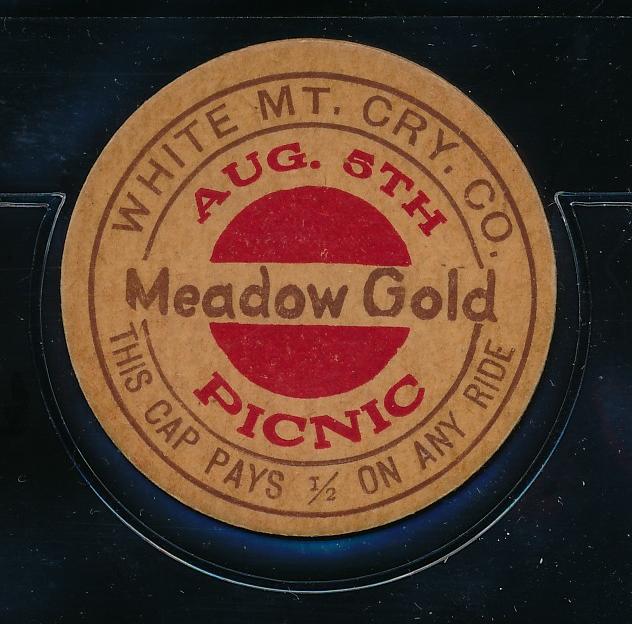 WHITE MT. CRY. CO.
AUG. 5TH
Meadow Gold
PICNIC
THIS CAP PAYS 1/2 ON ANY RIDE